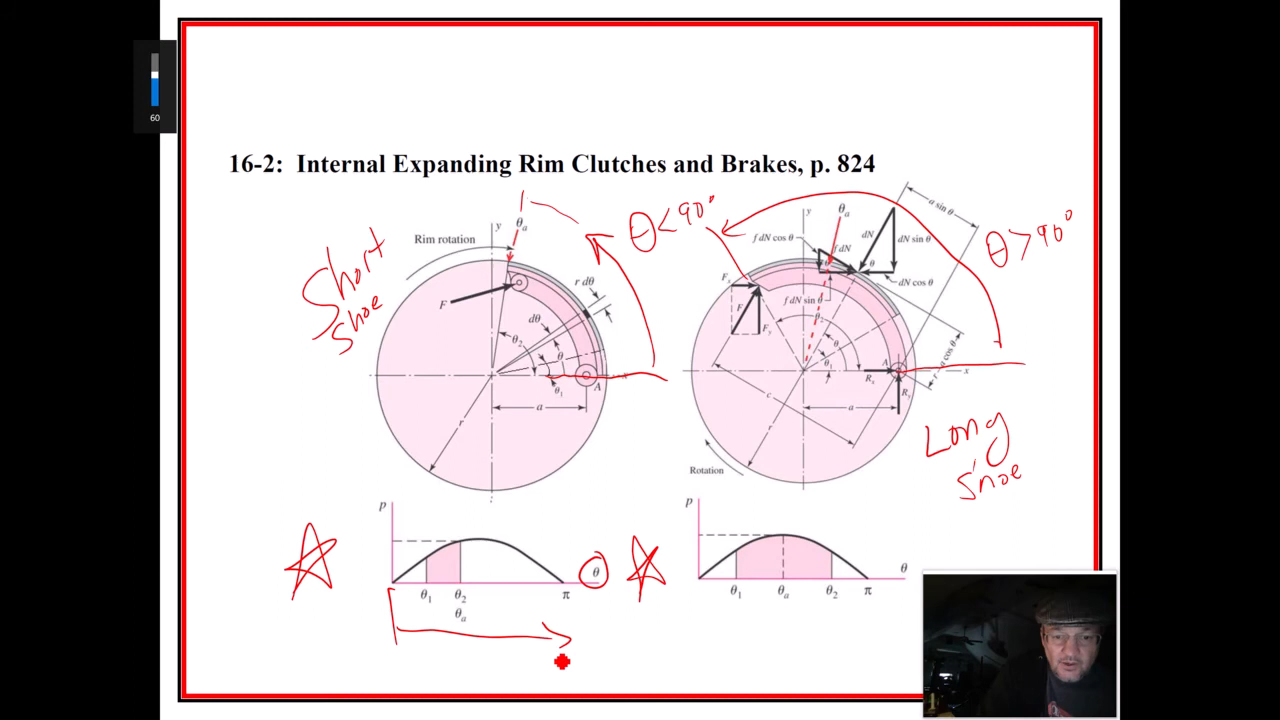 60
16-2: Internal Expanding Rim Clutches and Brakes, p. 824
Short
shoe
θ<90°
θ>90°
Long
shoe
Rim rotation
y
θa
F
r dθ
dθ
θ2
θ
θ1
A
x
a
r
y
θa
f dN cos θ
f dN
dN
dN sin θ
a sin θ
dN cos θ
θ
Fx
F
Fy
f dN sin θ
θ2
θ
θ1
A
x
Rx
Ry
r – a cos θ
c
a
r
Rotation
p
θ1
θ2
π
θ
θa
p
θ1
θa
θ2
π
θ